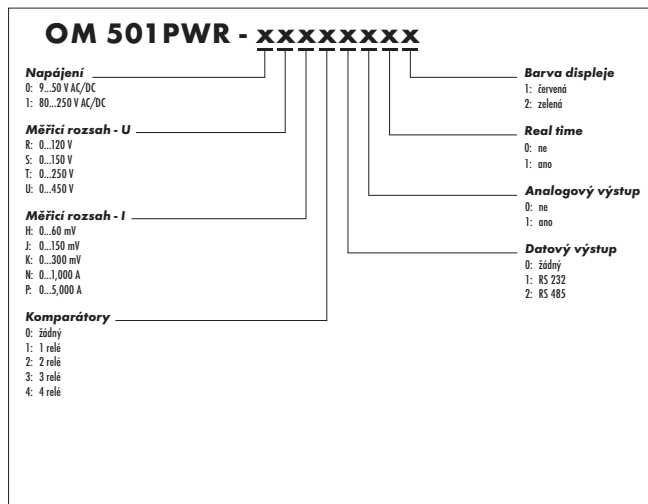 OM 501PWR - xxxxxxxx
Napájení
0: 9...50 V AC/DC
1: 80...250 V AC/DC
Měřicí rozsah - U
R: 0...120 V
S: 0...150 V
T: 0...250 V
U: 0...450 V
Měřicí rozsah - I
H: 0...60 mV
J: 0...150 mV
K: 0...300 mV
N: 0...1,000 A
P: 0...5,000 A
Komparátory
0: žádný
1: 1 relé
2: 2 relé
3: 3 relé
4: 4 relé
Barva displeje
1: červená
2: zelená
Real time
0: ne
1: ano
Analogový výstup
0: ne
1: ano
Datový výstup
0: žádný
1: RS 232
2: RS 485